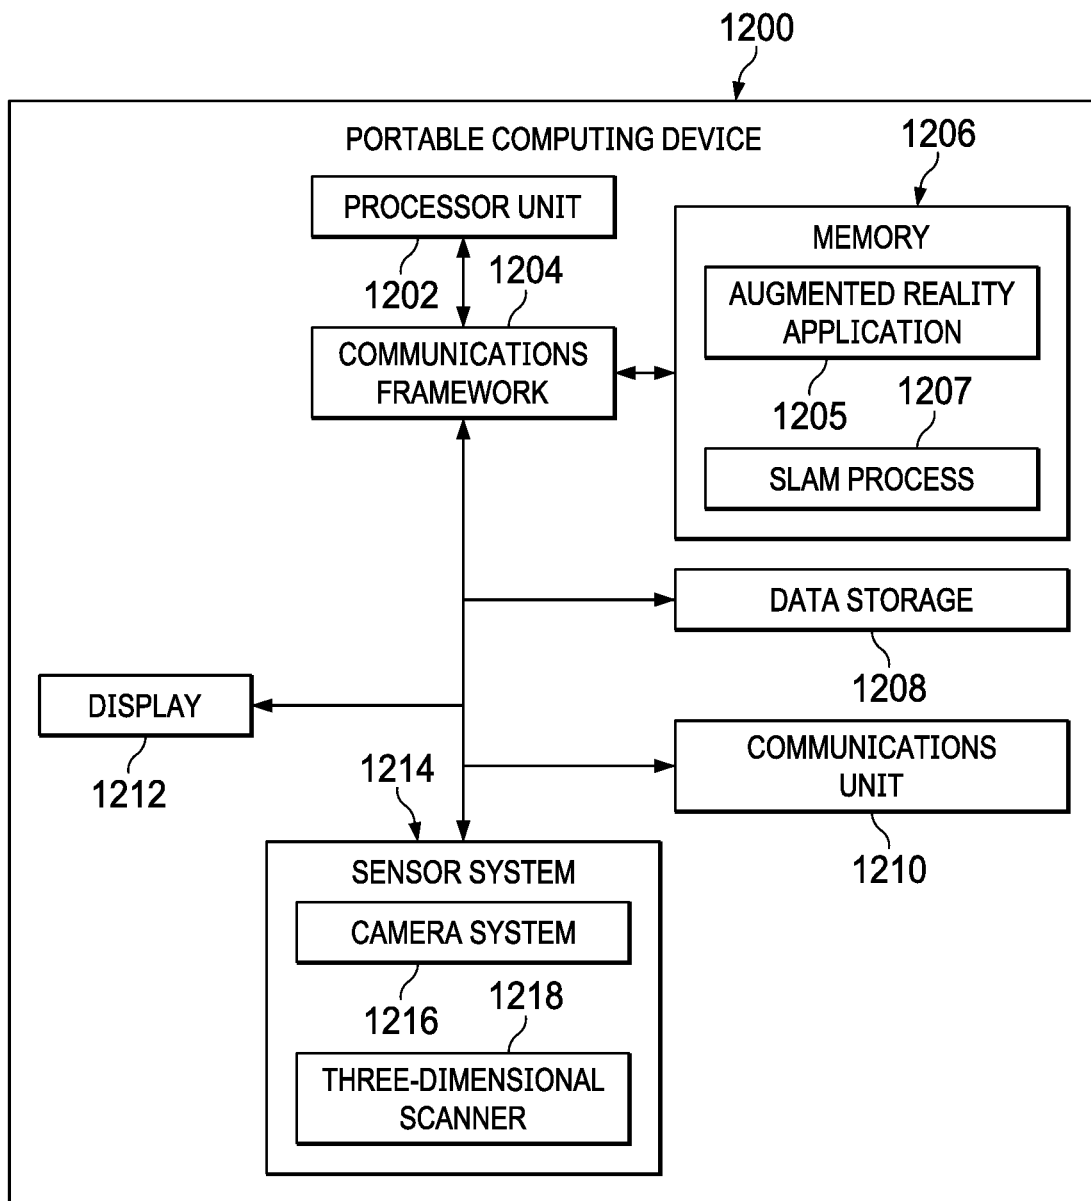 1200
PORTABLE COMPUTING DEVICE
1206
PROCESSOR UNIT
1202
1204
MEMORY
AUGMENTED REALITY
APPLICATION
1205
COMMUNICATIONS
FRAMEWORK
1207
SLAM PROCESS
DATA STORAGE
1208
DISPLAY
1212
COMMUNICATIONS
UNIT
1210
1214
SENSOR SYSTEM
CAMERA SYSTEM
1216
1218
THREE-DIMENSIONAL
SCANNER